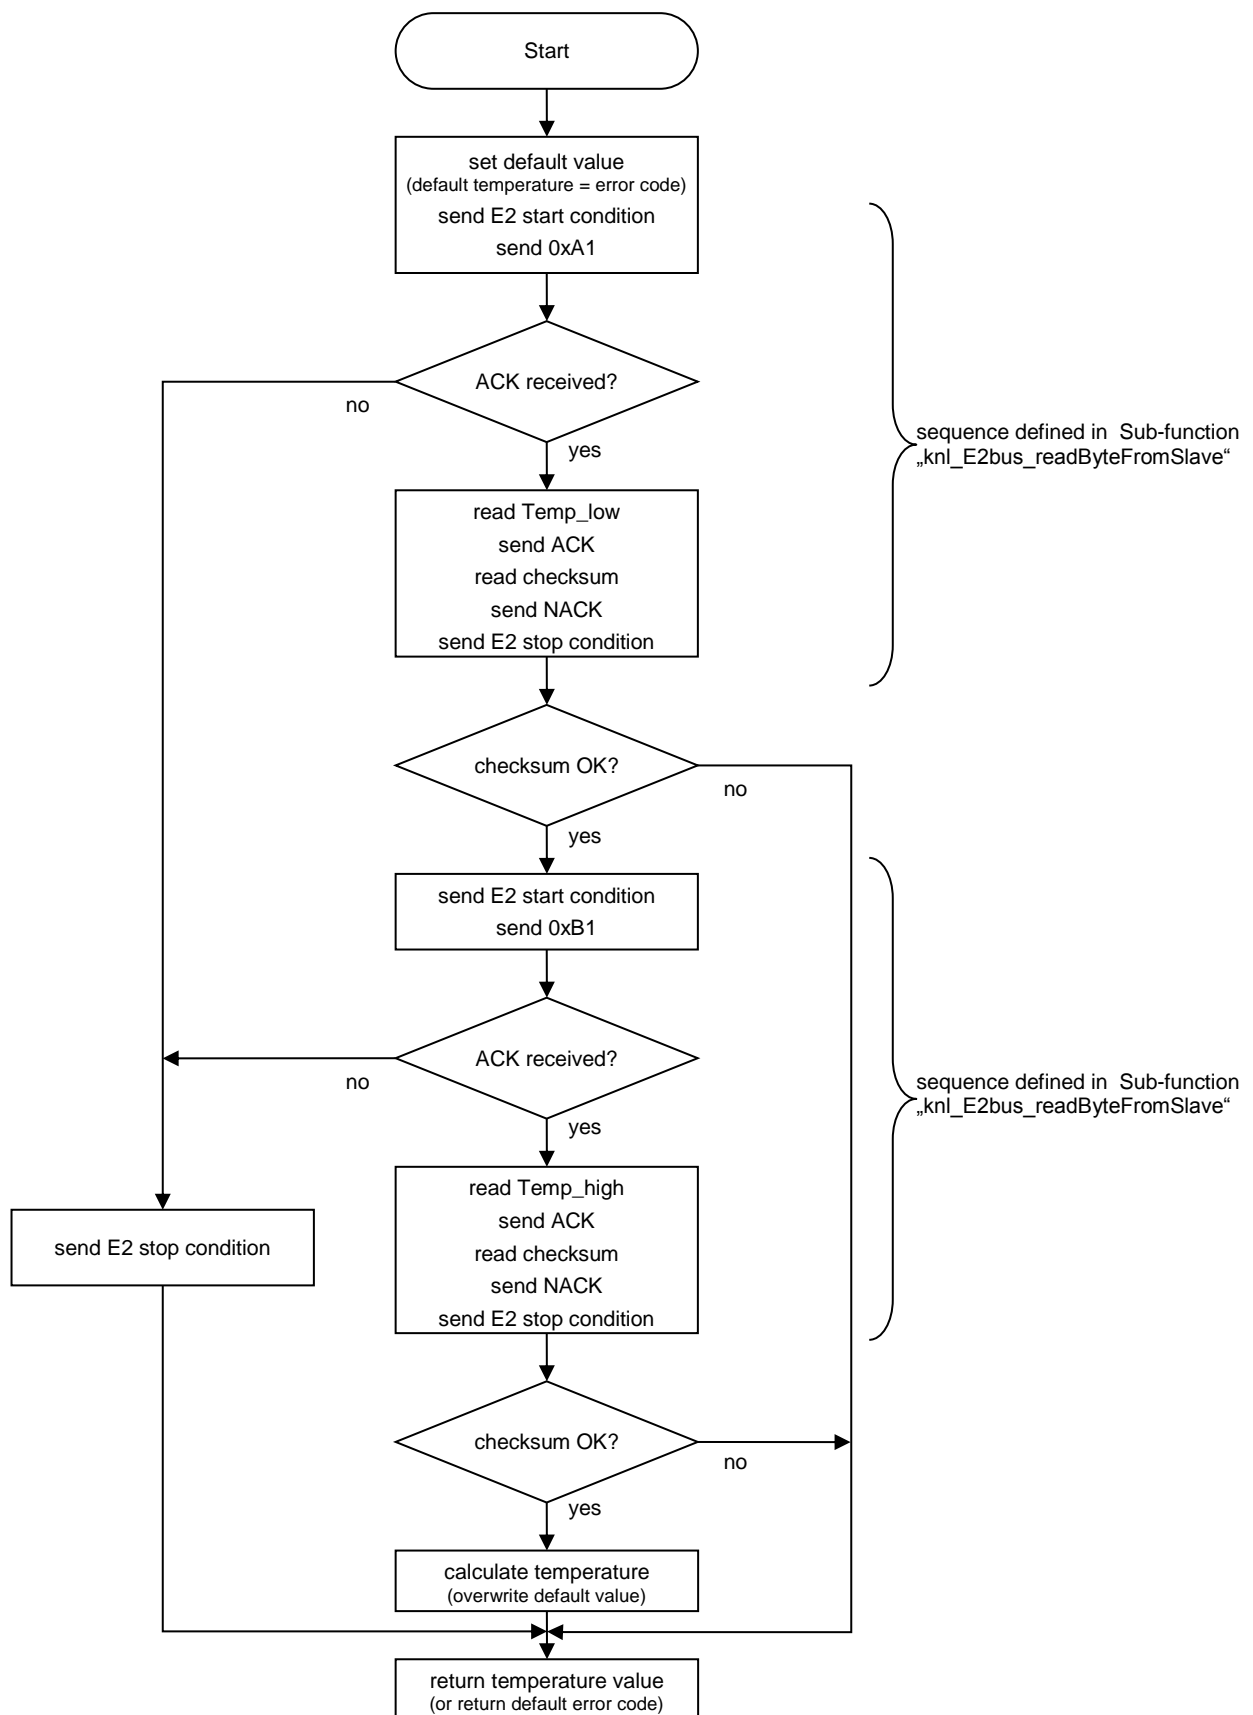 Start
set default value
(default temperature = error code)
send E2 start condition
send 0xA1
ACK received?
no
yes
sequence defined in Sub-function
„knl_E2bus_readByteFromSlave“
read Temp_low
send ACK
read checksum
send NACK
send E2 stop condition
checksum OK?
no
yes
send E2 start condition
send 0xB1
ACK received?
no
yes
sequence defined in Sub-function
„knl_E2bus_readByteFromSlave“
read Temp_high
send ACK
read checksum
send NACK
send E2 stop condition
send E2 stop condition
checksum OK?
no
yes
calculate temperature
(overwrite default value)
return temperature value
(or return default error code)